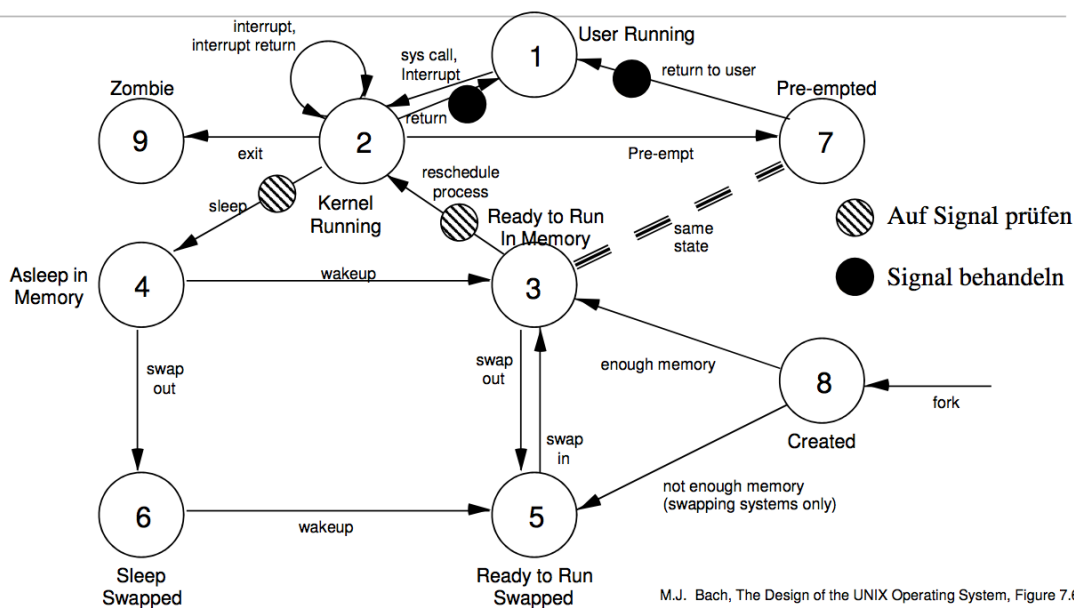 interrupt,
interrupt return
sys call,
Interrupt
1
User Running
return to user
Zombie
Pre-empted
9
2
return
7
exit
Pre-empt
sleep
Kernel
Running
reschedule
process
Ready to Run
In Memory
same
state
Auf Signal prüfen
Signal behandeln
Asleep in
Memory
4
wakeup
3
swap
out
swap
out
enough memory
8
fork
Created
swap
in
not enough memory
(swapping systems only)
6
wakeup
5
Sleep
Swapped
Ready to Run
Swapped
M.J. Bach, The Design of the UNIX Operating System, Figure 7.6